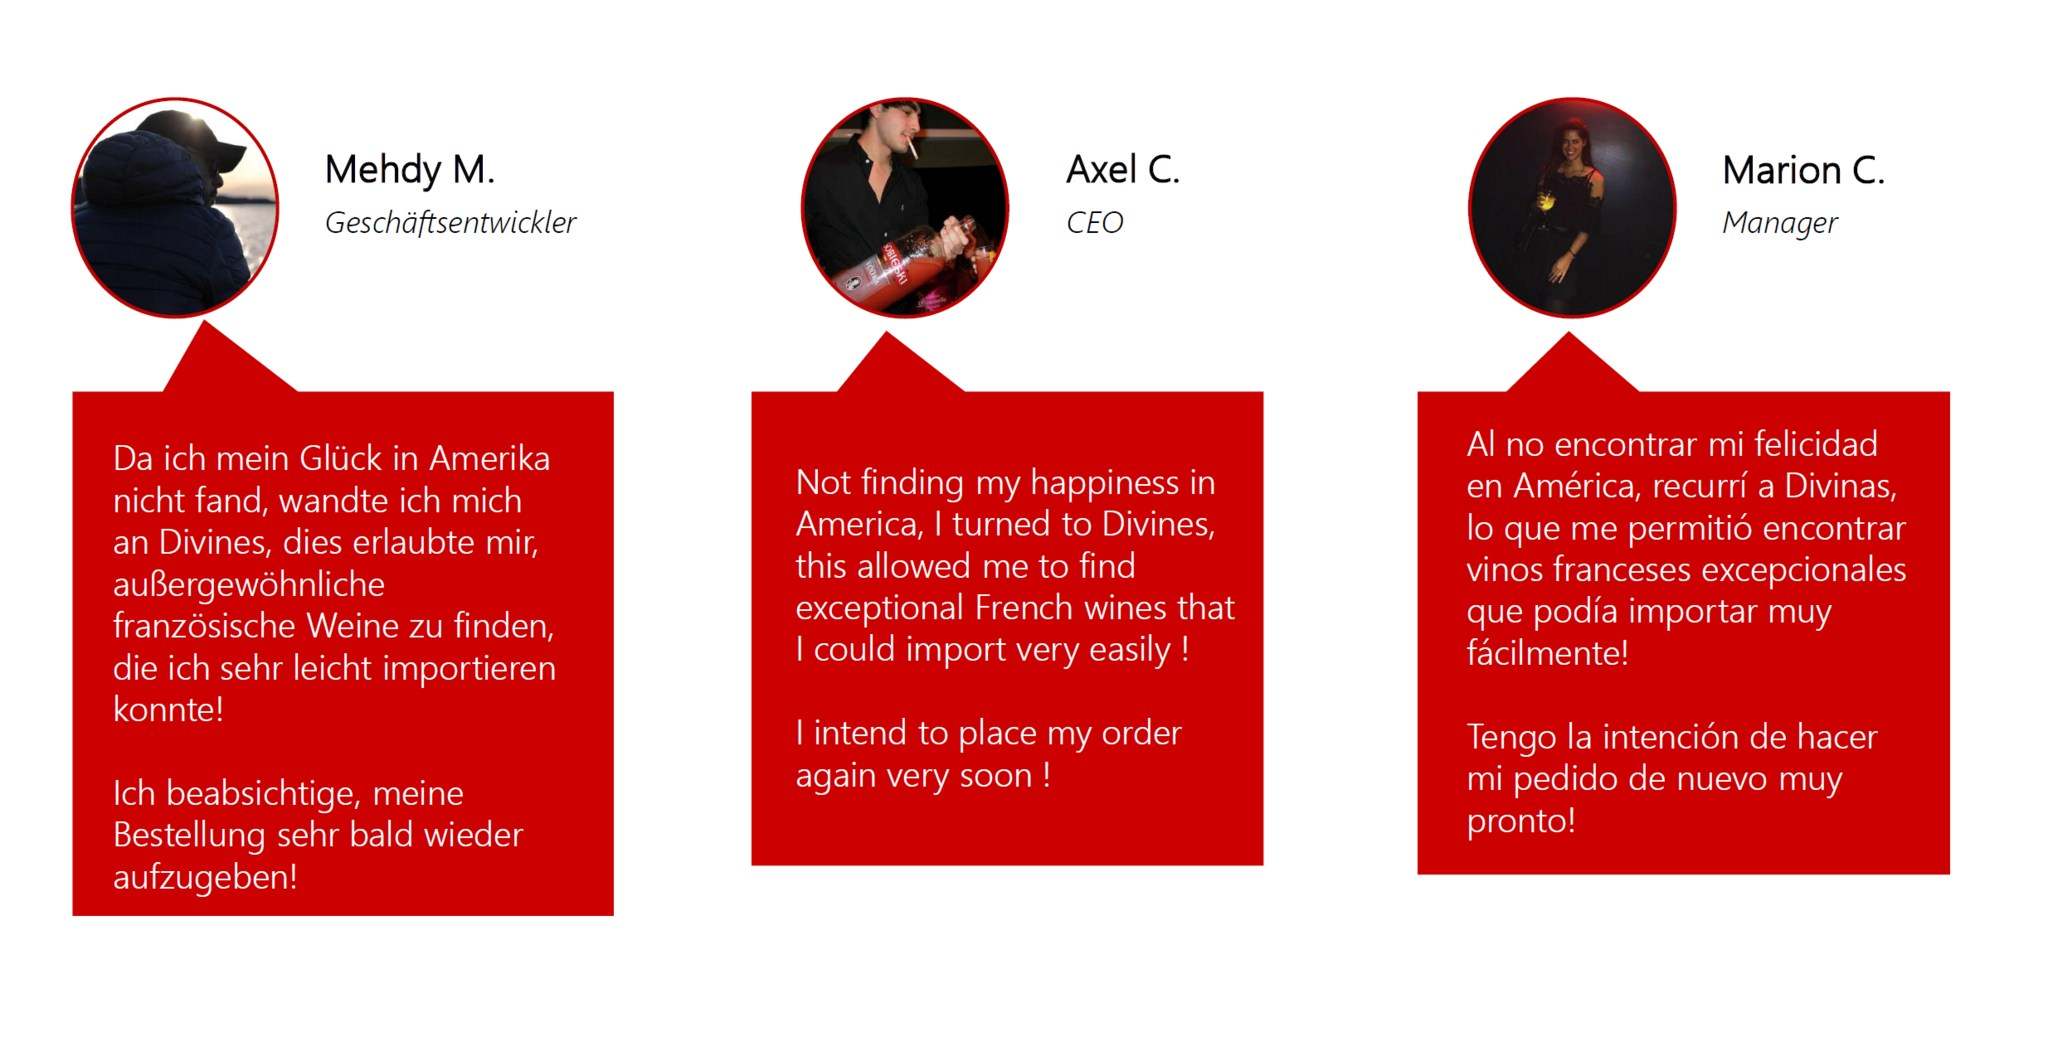 Mehdy M.
Geschäftsentwickler
Da ich mein Glück in Amerika
nicht fand, wandte ich mich
an Divines, dies erlaubte mir,
außergewöhnliche
französische Weine zu finden,
die ich sehr leicht importieren
konnte!
Ich beabsichtige, meine
Bestellung sehr bald wieder
aufzugeben!
Axel C.
CEO
SOBIESKI
Not finding my happiness in
America, I turned to Divines,
this allowed me to find
exceptional French wines that
I could import very easily !
I intend to place my order
again very soon !
Marion C.
Manager
Al no encontrar mi felicidad
en América, recurrí a Divinas,
lo que me permitió encontrar
vinos franceses excepcionales
que podía importar muy
fácilmente!
Tengo la intención de hacer
mi pedido de nuevo muy
pronto!